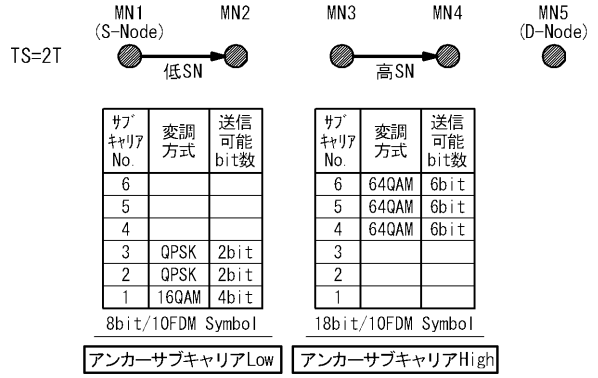 MN1 MN2 MN3 MN4 MN5
(S-Node) (D-Node)
TS=2T
低SN 高SN
サブキャリアNo. 変調方式 送信可能bit数
6
5
4
3 QPSK 2bit
2 QPSK 2bit
1 16QAM 4bit
8bit/1OFDM Symbol
アンカーサブキャリアLow
サブキャリアNo. 変調方式 送信可能bit数
6 64QAM 6bit
5 64QAM 6bit
4 64QAM 6bit
3
2
1
18bit/1OFDM Symbol
アンカーサブキャリアHigh